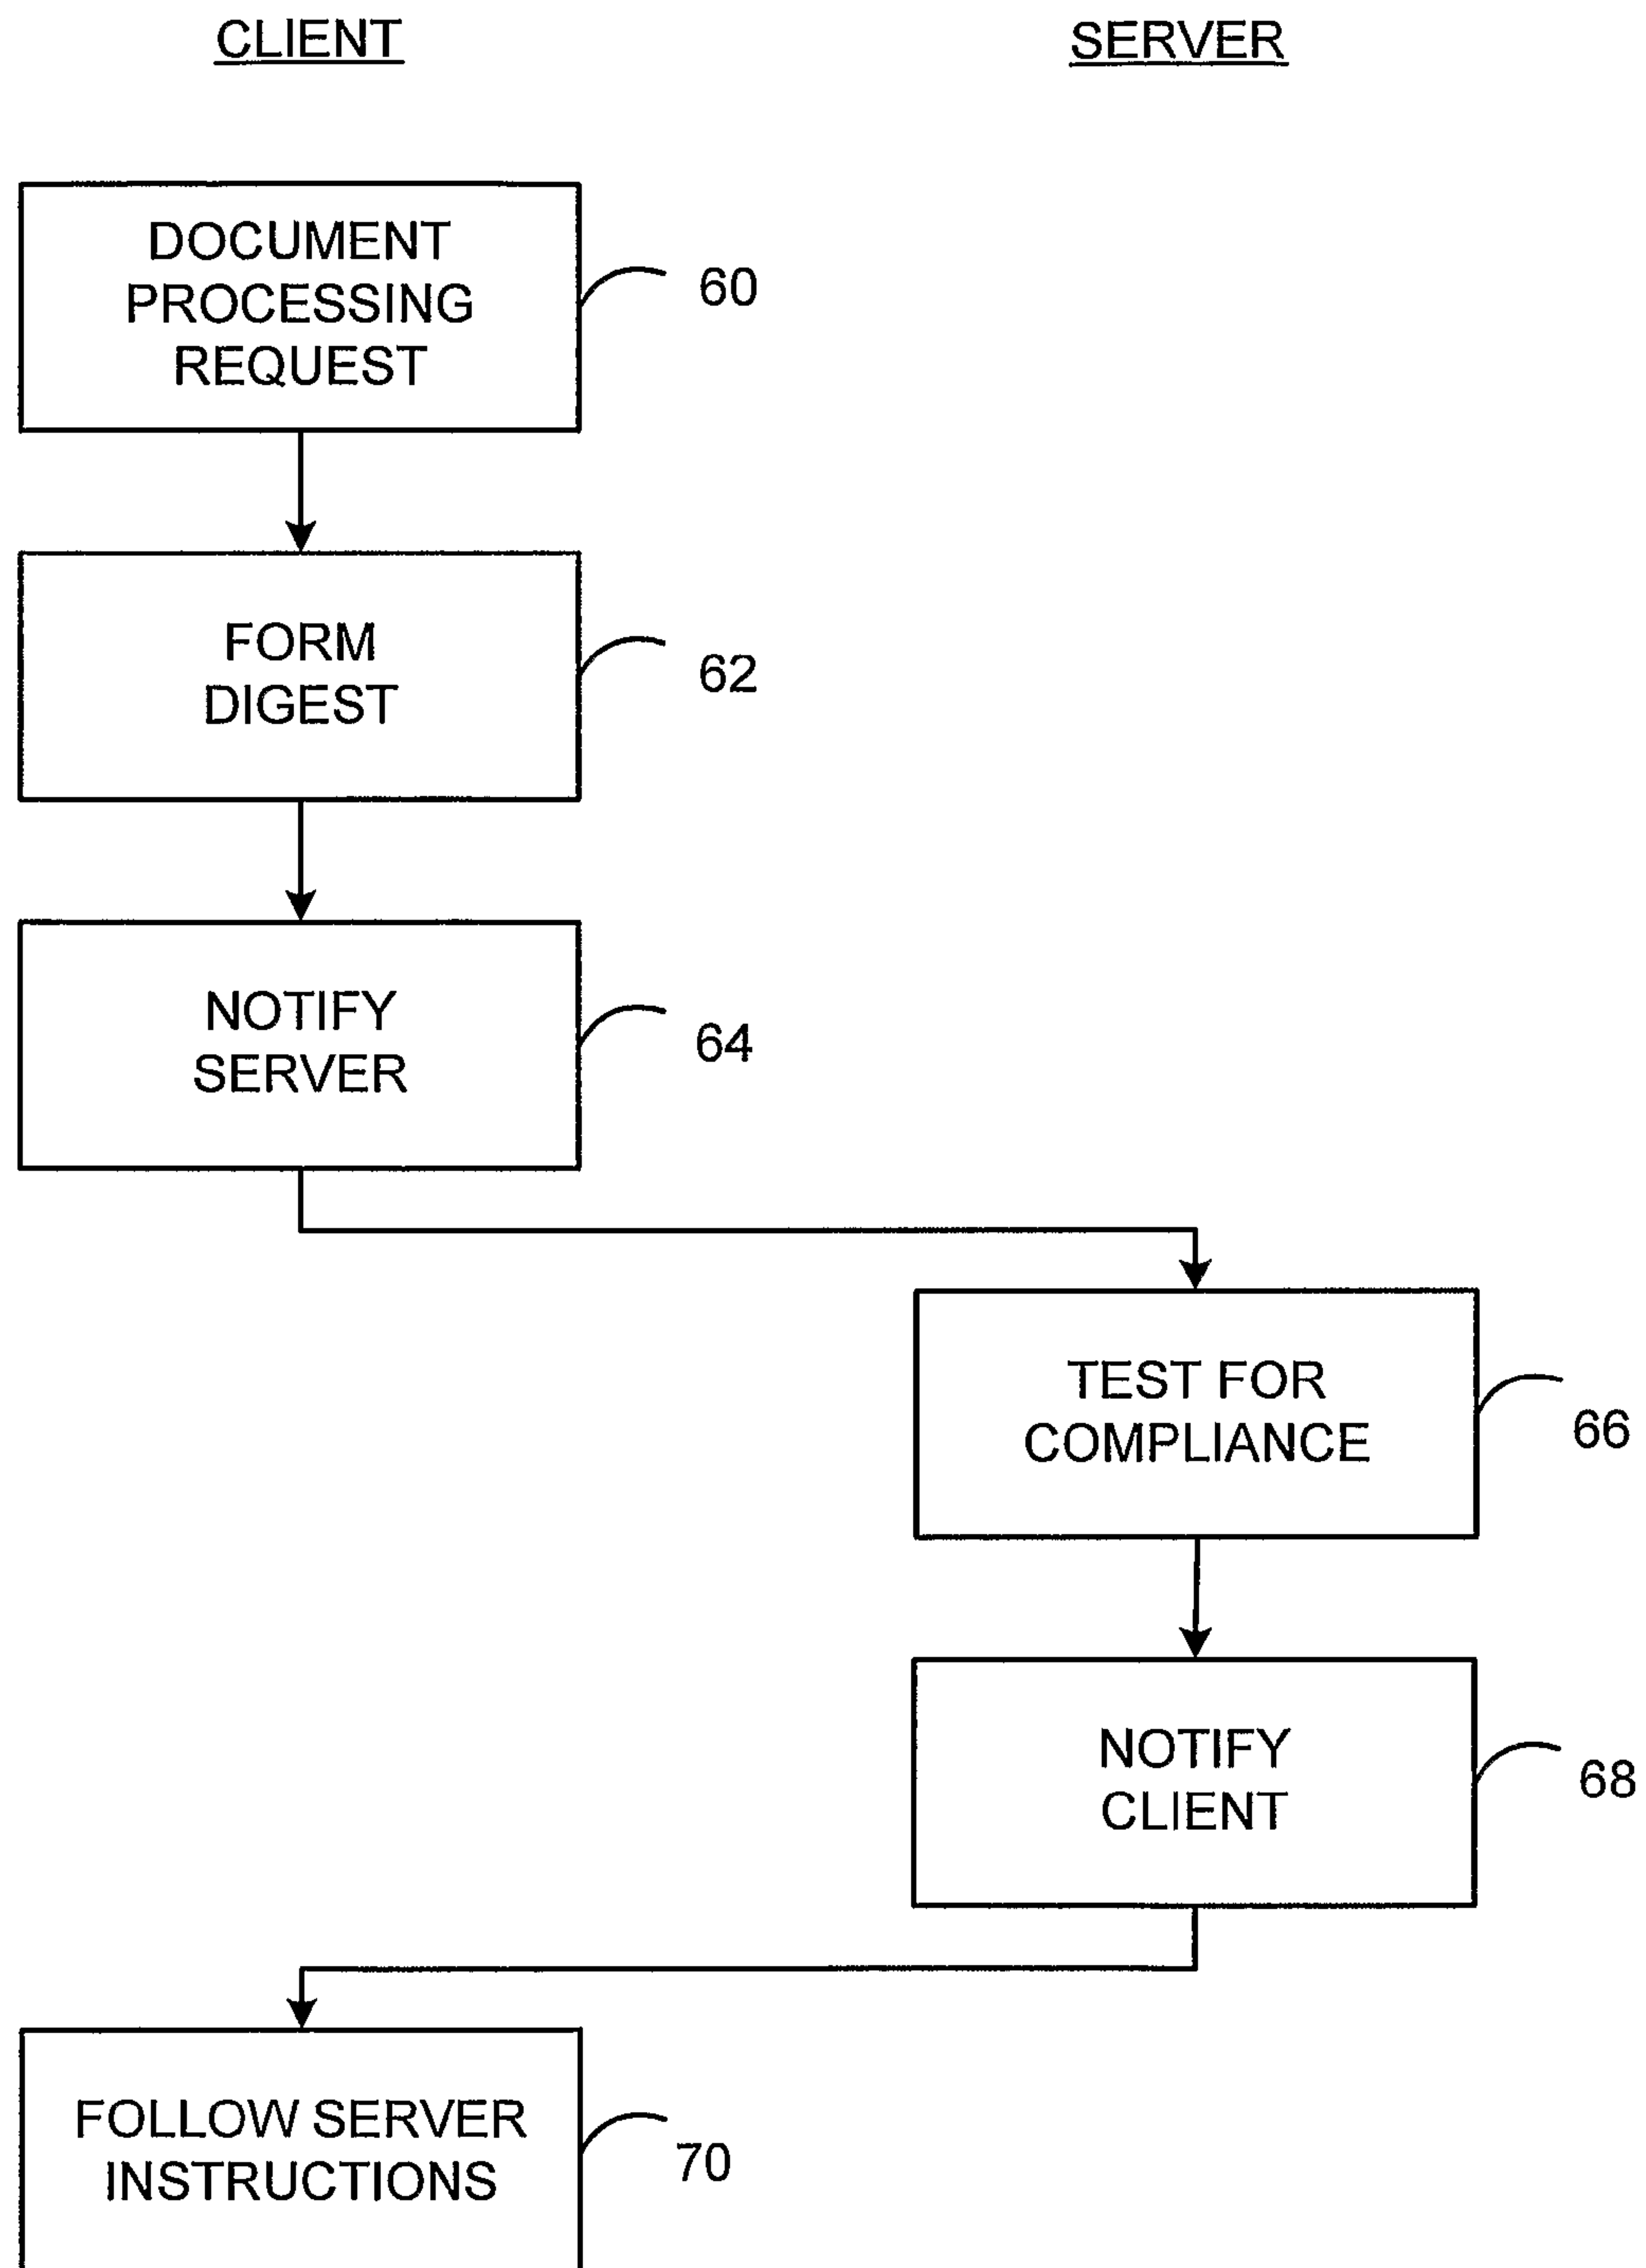 CLIENT
SERVER
DOCUMENT
PROCESSING
REQUEST
60
FORM
DIGEST
62
NOTIFY
SERVER
64
TEST FOR
COMPLIANCE
66
NOTIFY
CLIENT
68
FOLLOW SERVER
INSTRUCTIONS
70